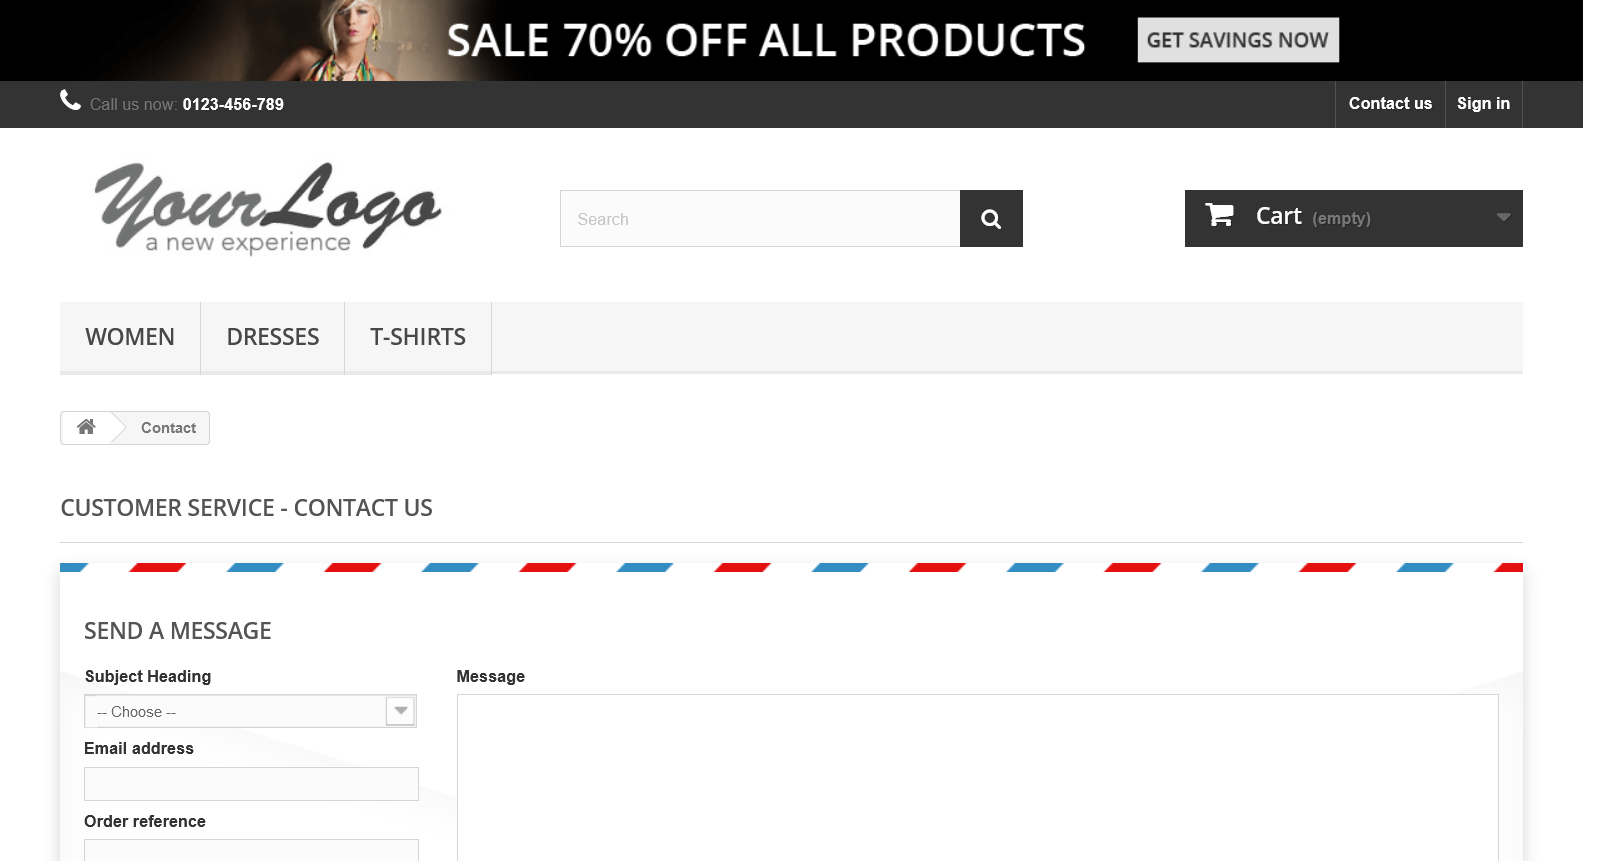 SALE 70% OFF ALL PRODUCTS GET SAVINGS NOW
Call us now: 0123-456-789 Contact us Sign in
YourLogo
a new experience
Search
Cart (empty)
WOMEN DRESSES T-SHIRTS
Contact
CUSTOMER SERVICE - CONTACT US
SEND A MESSAGE
Subject Heading
-- Choose --
Email address
Order reference
Message